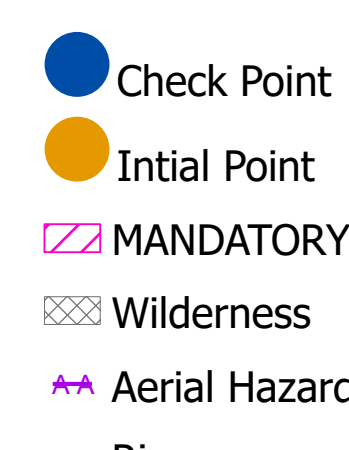 Check Point
Intial Point
MANDATORY
Wilderness
A A Aerial Hazard